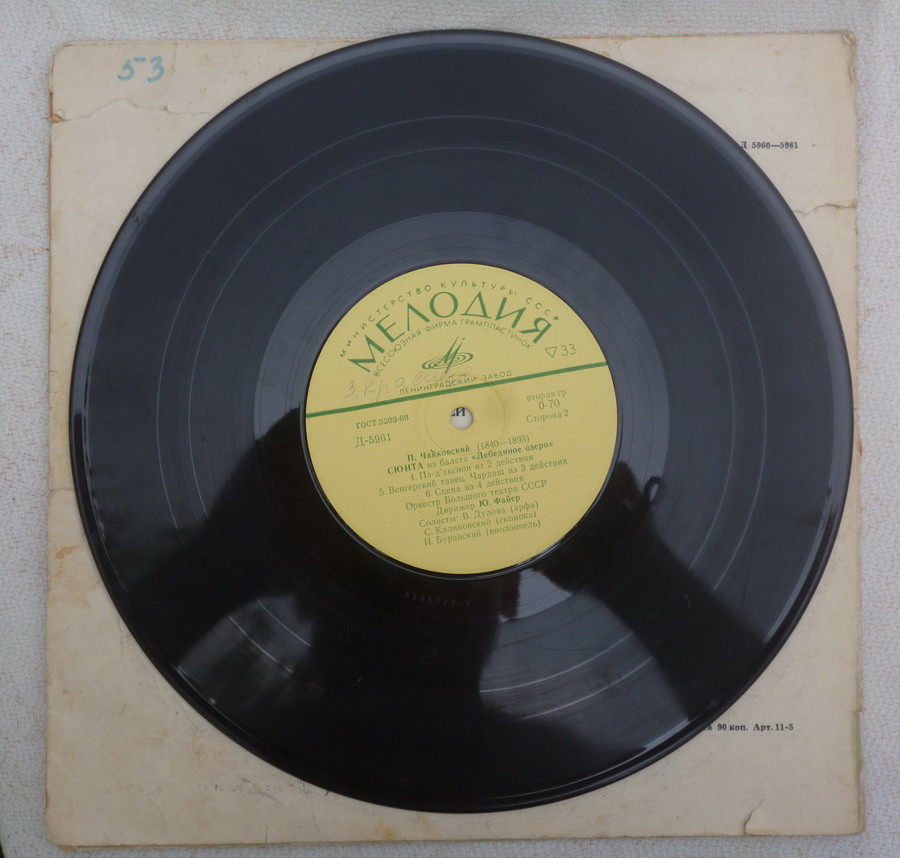 53
Д 5960—5961
МИНИСТЕРСТВО КУЛЬТУРЫ СССР
МЕЛОДИЯ
ВСЕСОЮЗНАЯ ФИРМА ГРАМПЛАСТИНОК
33
ЛЕНИНГРАДСКИЙ ЗАВОД
ГОСТ 5289-68
вторая гр
0-70
Д-5961
Сторона 2
П. Чайковский (1840—1893)
СЮИТА из балета «Лебединое озеро»
4. Па-д'аксион из 2 действия
5. Венгерский танец. Чардаш из 3 действия
6. Сцена из 4 действия
Оркестр Большого театра СССР
Дирижер Ю. Файер
Солисты: В. Дулова (арфа)
С. Калиновский (скрипка)
И. Буравский (виолончель)
90 коп. Арт. 11-5